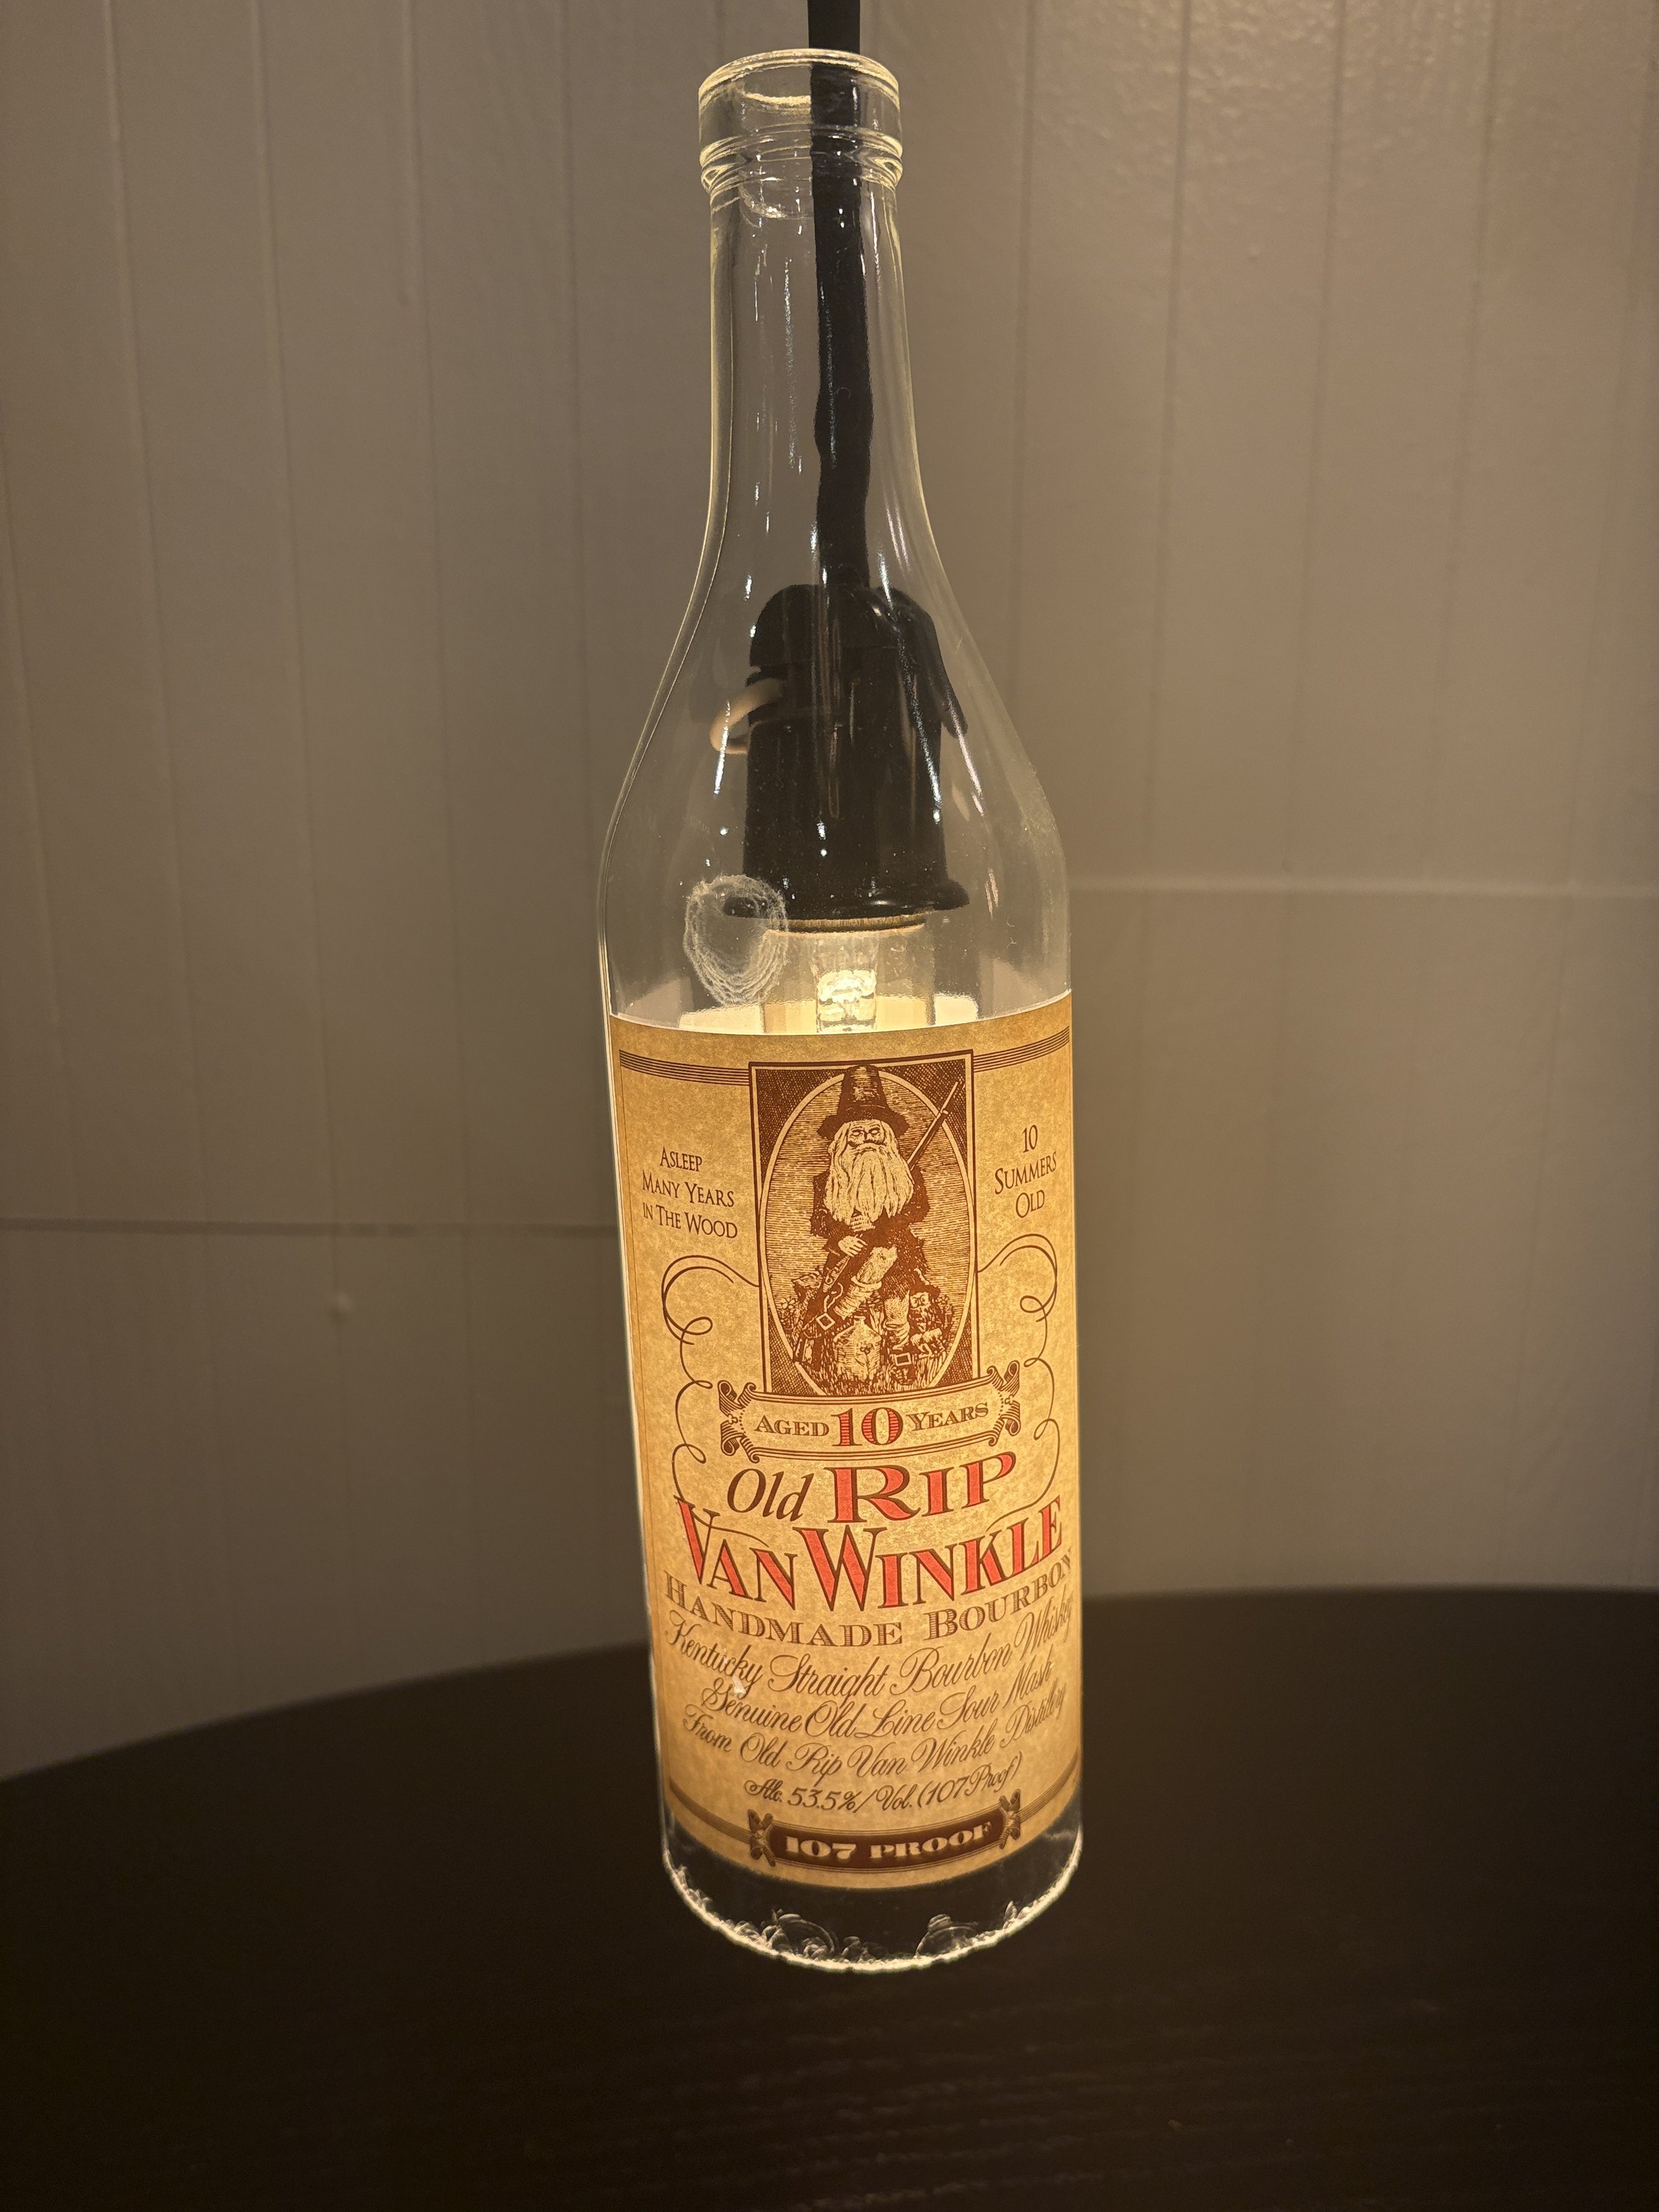 ASLEEP
MANY YEARS
IN THE WOOD
10
SUMMERS
OLD
AGED 10 YEARS
Old RIP
VAN WINKLE
HANDMADE BOURBON
Kentucky Straight Bourbon Whiskey
Genuine Old Line Sour Mash
From Old Rip Van Winkle Distillery
Alc. 53.5%/Vol. (107 Proof)
107 PROOF